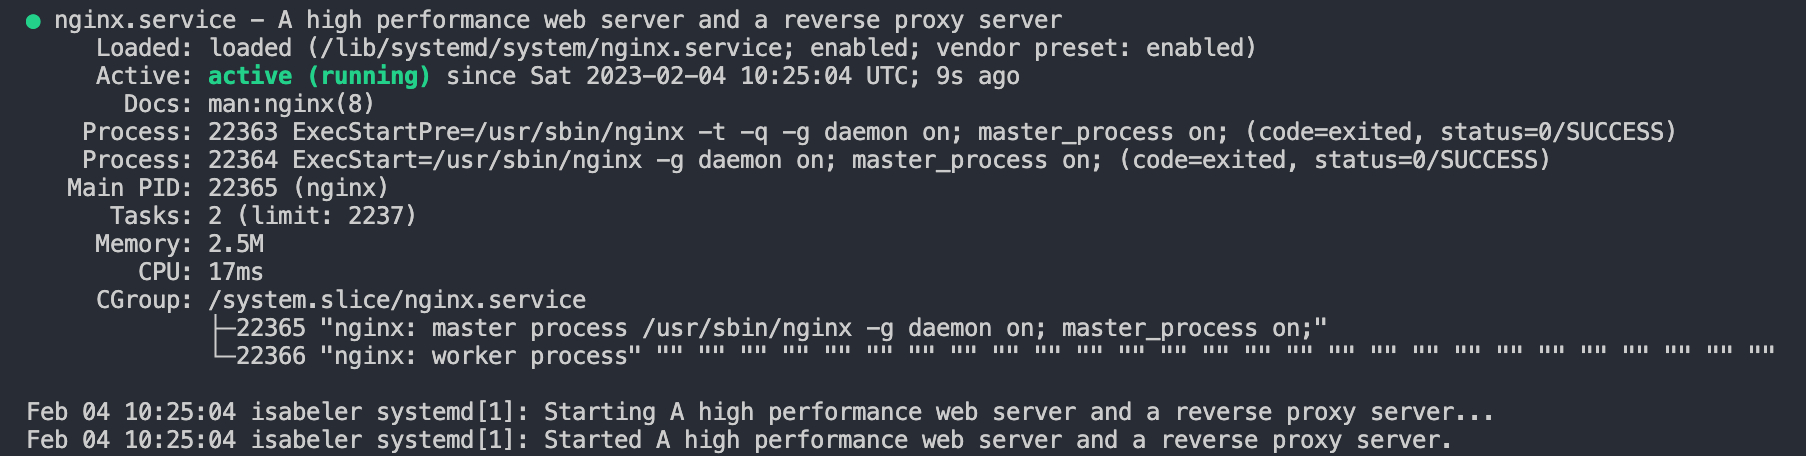 ● nginx.service - A high performance web server and a reverse proxy server
Loaded: loaded (/lib/systemd/system/nginx.service; enabled; vendor preset: enabled)
Active: active (running) since Sat 2023-02-04 10:25:04 UTC; 9s ago
Docs: man:nginx(8)
Process: 22363 ExecStartPre=/usr/sbin/nginx -t -q -g daemon on; master_process on; (code=exited, status=0/SUCCESS)
Process: 22364 ExecStart=/usr/sbin/nginx -g daemon on; master_process on; (code=exited, status=0/SUCCESS)
Main PID: 22365 (nginx)
Tasks: 2 (limit: 2237)
Memory: 2.5M
CPU: 17ms
CGroup: /system.slice/nginx.service
├─22365 "nginx: master process /usr/sbin/nginx -g daemon on; master_process on;"
└─22366 "nginx: worker process" "" "" "" "" "" "" "" "" "" "" "" "" "" "" "" "" "" "" "" "" "" "" "" "" "" "" ""
Feb 04 10:25:04 isabeler systemd[1]: Starting A high performance web server and a reverse proxy server...
Feb 04 10:25:04 isabeler systemd[1]: Started A high performance web server and a reverse proxy server.